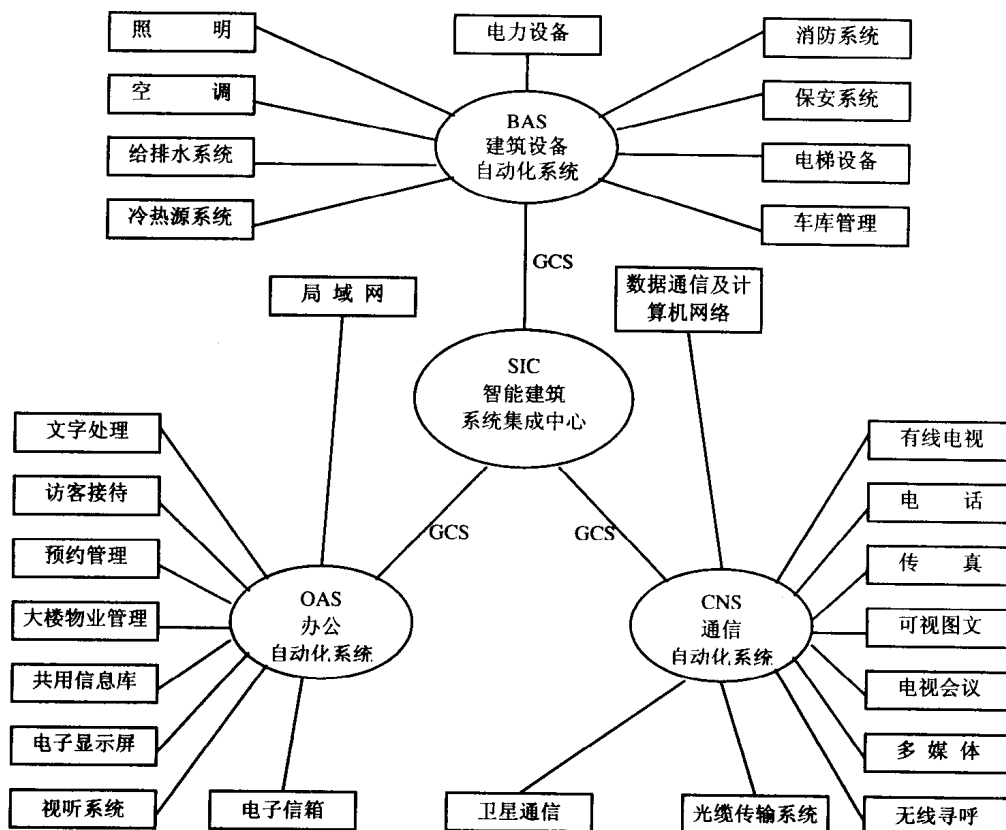 照 明
电力设备
消防系统
空 调
保安系统
BAS
建筑设备
自动化系统
给排水系统
电梯设备
冷热源系统
车库管理
GCS
局 域 网
数据通信及计
算机网络
SIC
智能建筑
系统集成中心
文字处理
有线电视
访客接待
电 话
GCS
GCS
预约管理
传 真
OAS
办公
自动化系统
CNS
通信
自动化系统
大楼物业管理
可视图文
共用信息库
电视会议
电子显示屏
多 媒 体
视听系统
电子信箱
卫星通信
光缆传输系统
无线寻呼